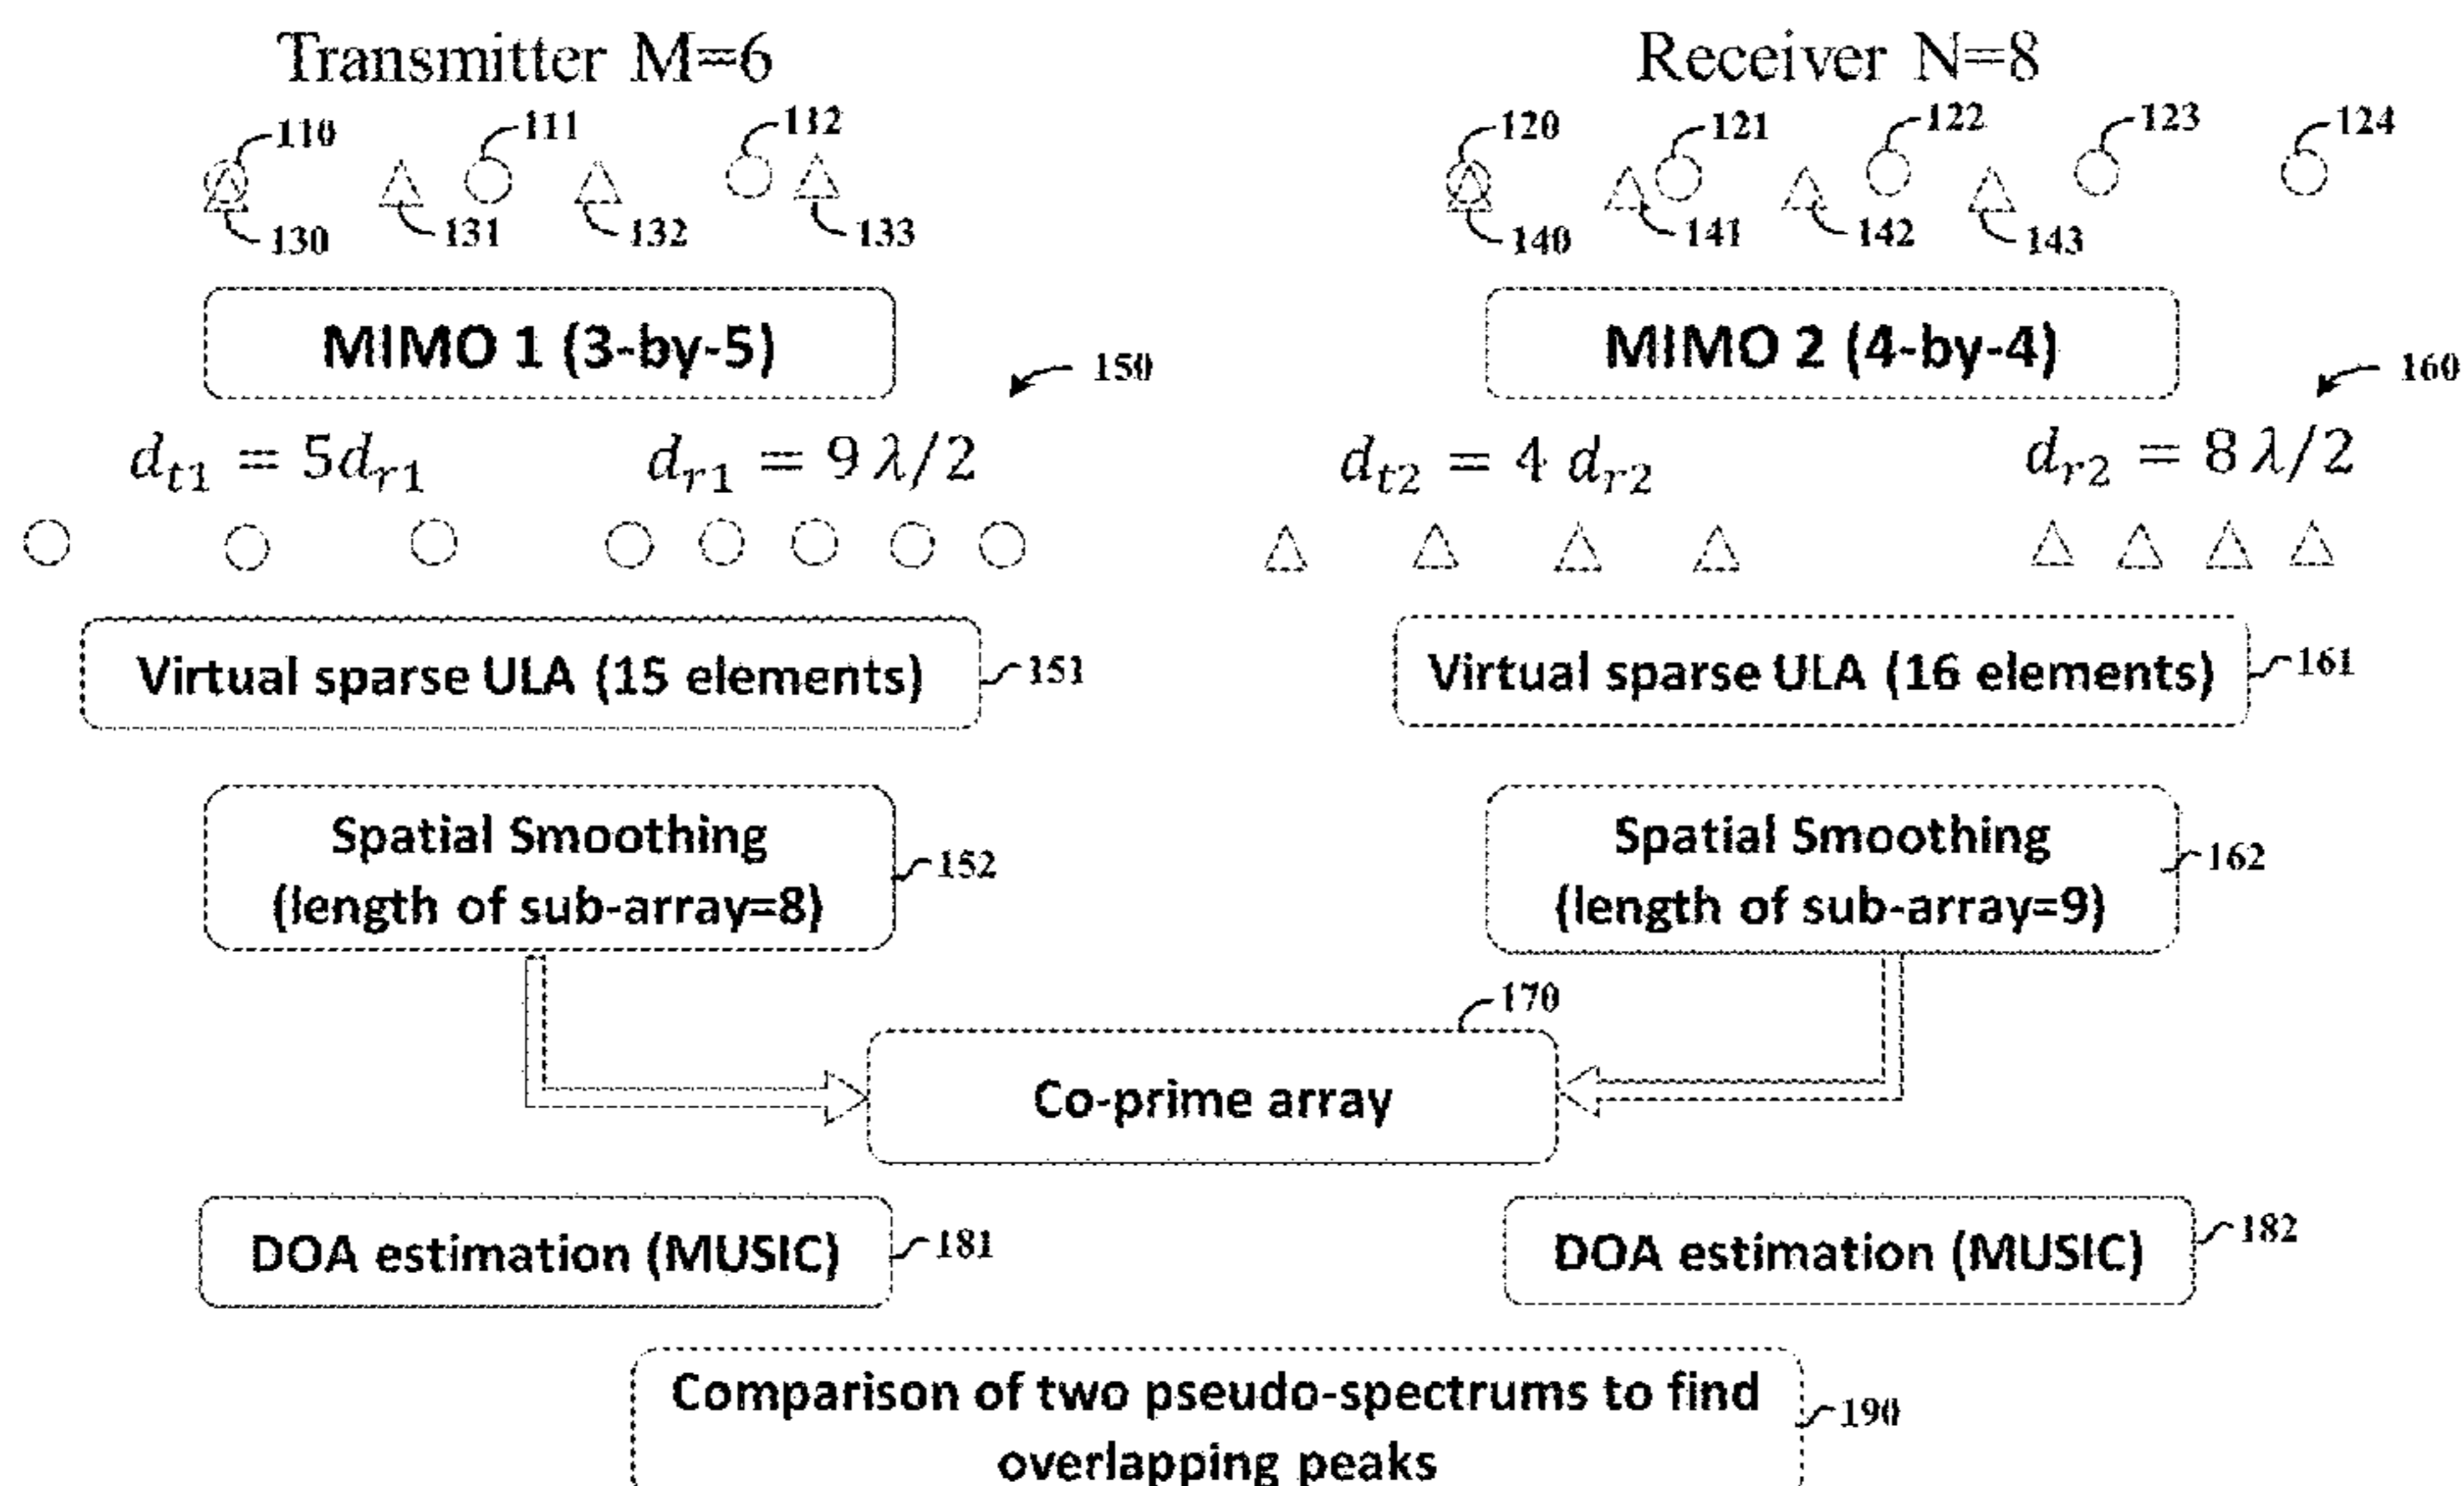 Transmitter M=6
Receiver N=8
110
111
112
120
121
122
123
124
130
131
132
133
140
141
142
143
MIMO 1 (3-by-5)
MIMO 2 (4-by-4)
150
160
d_{t1} = 5d_{r1}
d_{r1} = 9 λ/2
d_{t2} = 4 d_{r2}
d_{r2} = 8 λ/2
Virtual sparse ULA (15 elements)
151
Virtual sparse ULA (16 elements)
161
Spatial Smoothing
(length of sub-array=8)
152
Spatial Smoothing
(length of sub-array=9)
162
170
Co-prime array
DOA estimation (MUSIC)
181
DOA estimation (MUSIC)
182
Comparison of two pseudo-spectrums to find
overlapping peaks
190